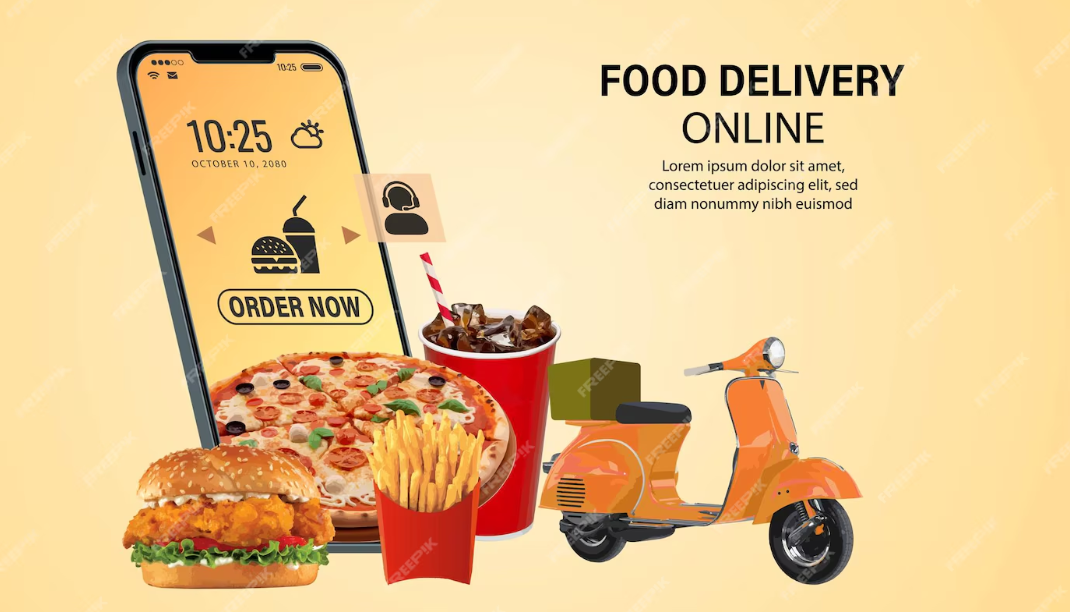 10:25
10:25
OCTOBER 10, 2080
ORDER NOW
FOOD DELIVERY
ONLINE
Lorem ipsum dolor sit amet,
consectetuer adipiscing elit, sed
diam nonummy nibh euismod
FREEPIK